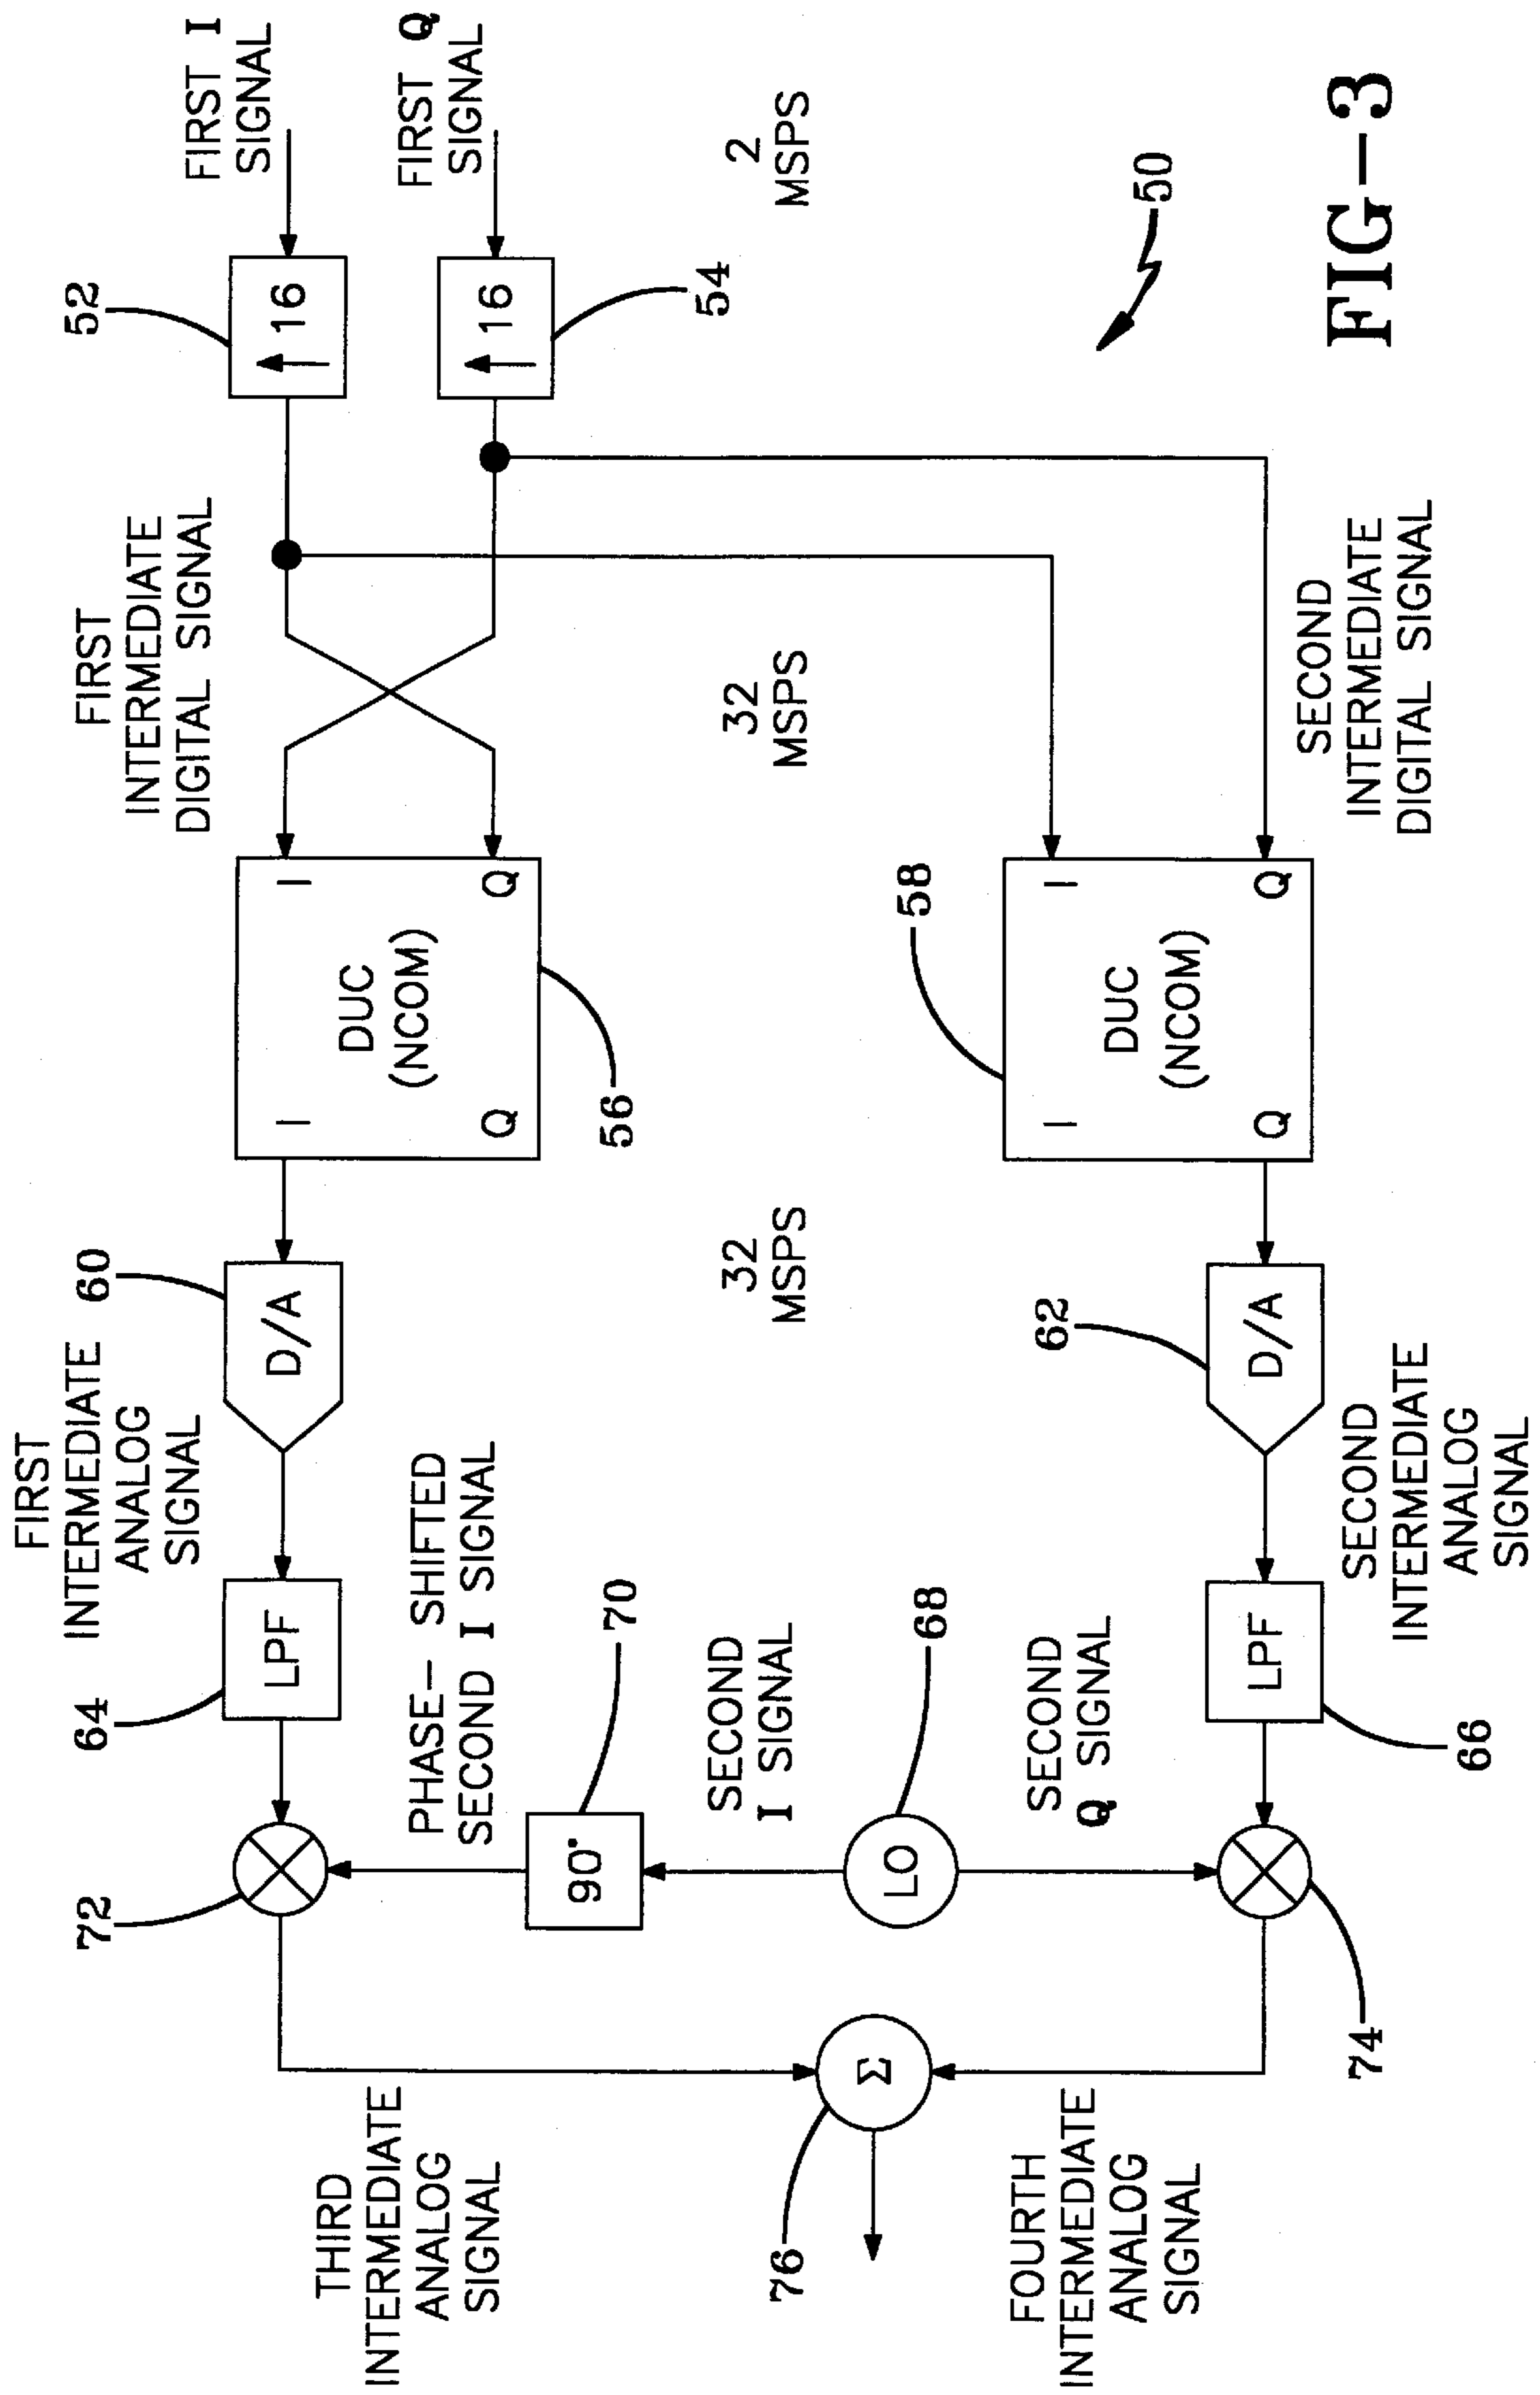 FIRST
INTERMEDIATE
ANALOG
SIGNAL
60
FIRST
INTERMEDIATE
DIGITAL SIGNAL
52
FIRST I
SIGNAL
72
64
LPF
D/A
I
I
DUC
(NCOM)
Q
Q
56
↑ 16
FIRST Q
SIGNAL
↑ 16
54
THIRD
INTERMEDIATE
ANALOG
SIGNAL
PHASE– SHIFTED
SECOND I SIGNAL
90°
70
SECOND
I SIGNAL
32
MSPS
32
MSPS
2
MSPS
76
Σ
LO
68
58
FOURTH
INTERMEDIATE
ANALOG
SIGNAL
SECOND
Q SIGNAL
62
I
I
DUC
(NCOM)
Q
Q
50
74
66
LPF
D/A
SECOND
INTERMEDIATE
ANALOG
SIGNAL
SECOND
INTERMEDIATE
DIGITAL SIGNAL
FIG–3